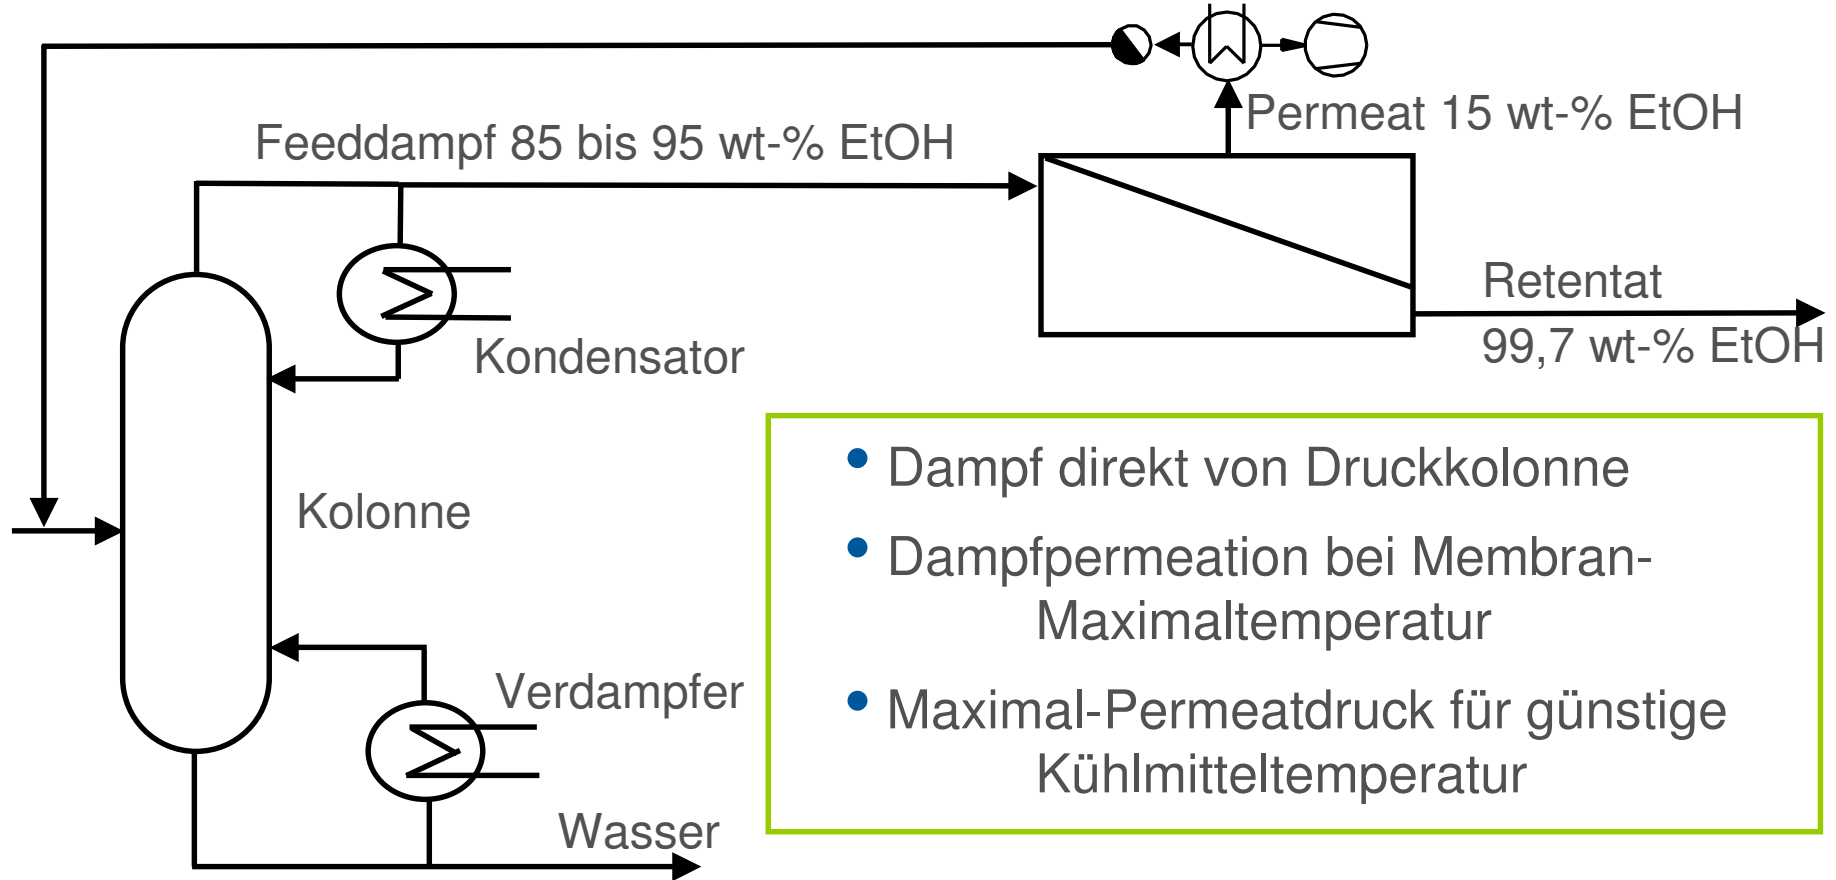 Permeat 15 wt-% EtOH
Feeddampf 85 bis 95 wt-% EtOH
Retentat
99,7 wt-% EtOH
Kondensator
Kolonne
Verdampfer
Wasser
• Dampf direkt von Druckkolonne
• Dampfpermeation bei Membran-
Maximaltemperatur
• Maximal-Permeatdruck für günstige
Kühlmitteltemperatur